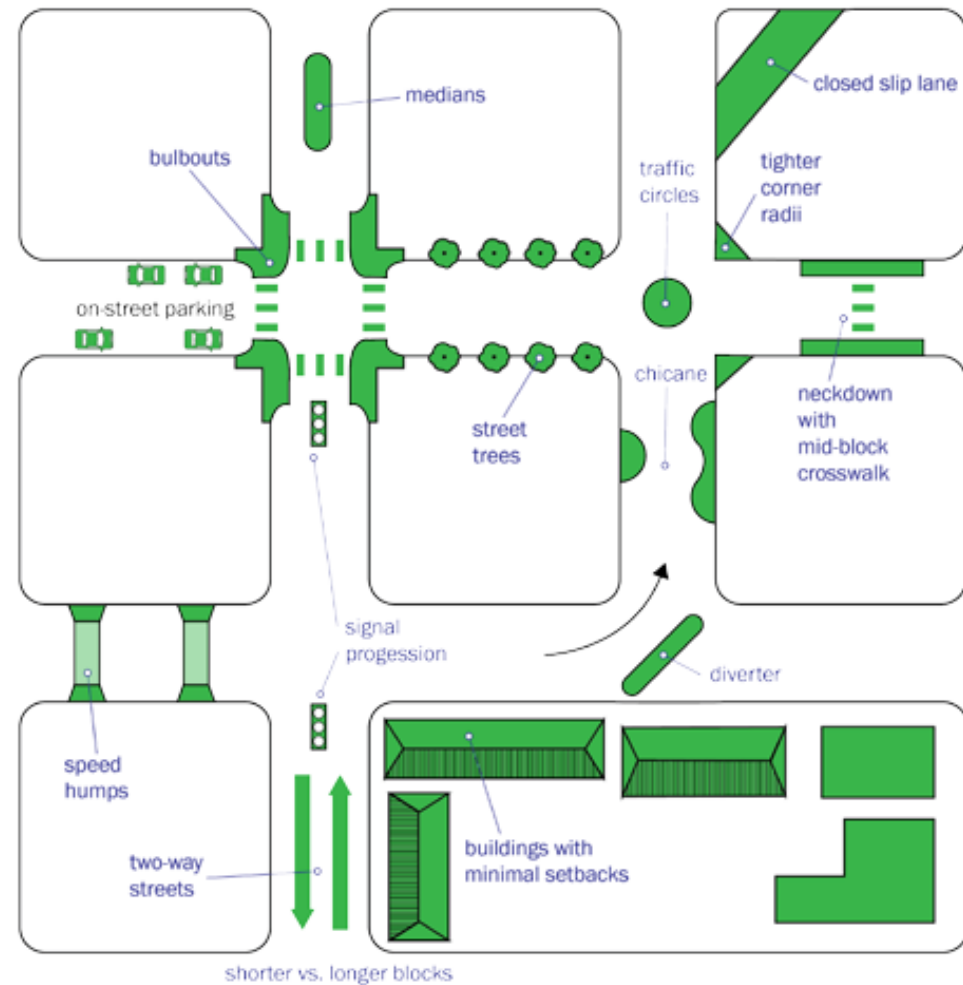 medians
closed slip lane
bulbouts
traffic
circles
tighter
corner
radii
on-street parking
chicane
street
trees
neckdown
with
mid-block
crosswalk
signal
progession
diverter
speed
humps
two-way
streets
buildings with
minimal setbacks
shorter vs. longer blocks